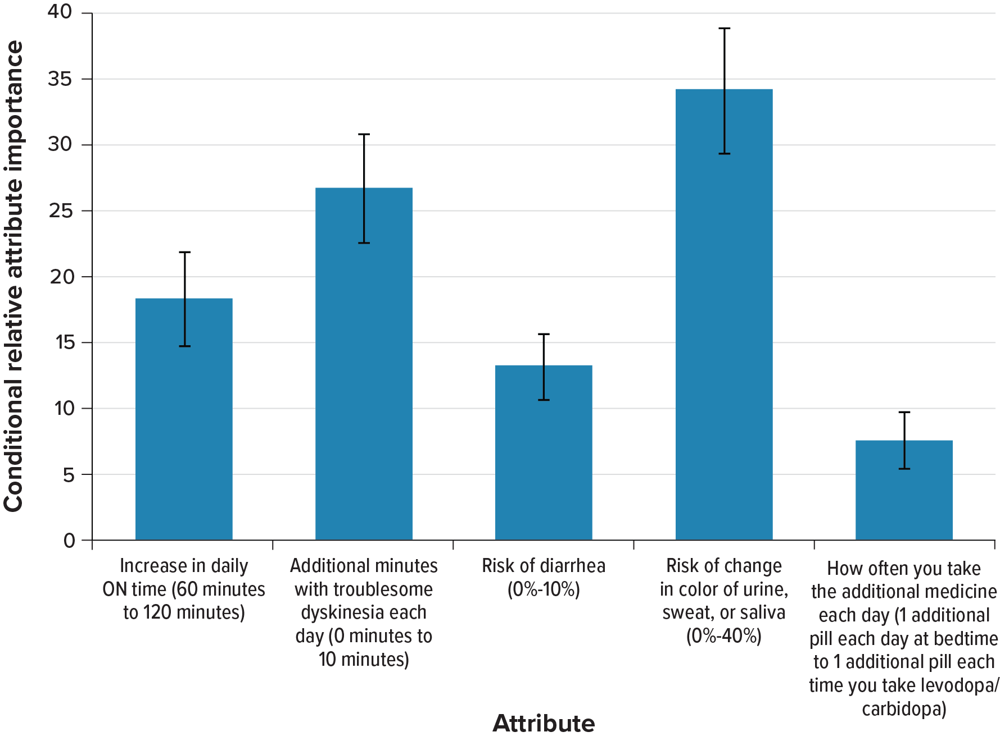 Conditional relative attribute importance
40
35
30
25
20
15
10
5
0
Increase in daily
ON time (60 minutes
to 120 minutes)
Additional minutes
with troublesome
dyskinesia each
day (0 minutes to
10 minutes)
Risk of diarrhea
(0%-10%)
Risk of change
in color of urine,
sweat, or saliva
(0%-40%)
How often you take
the additional medicine
each day (1 additional
pill each day at bedtime
to 1 additional pill each
time you take levodopa/
carbidopa)
Attribute